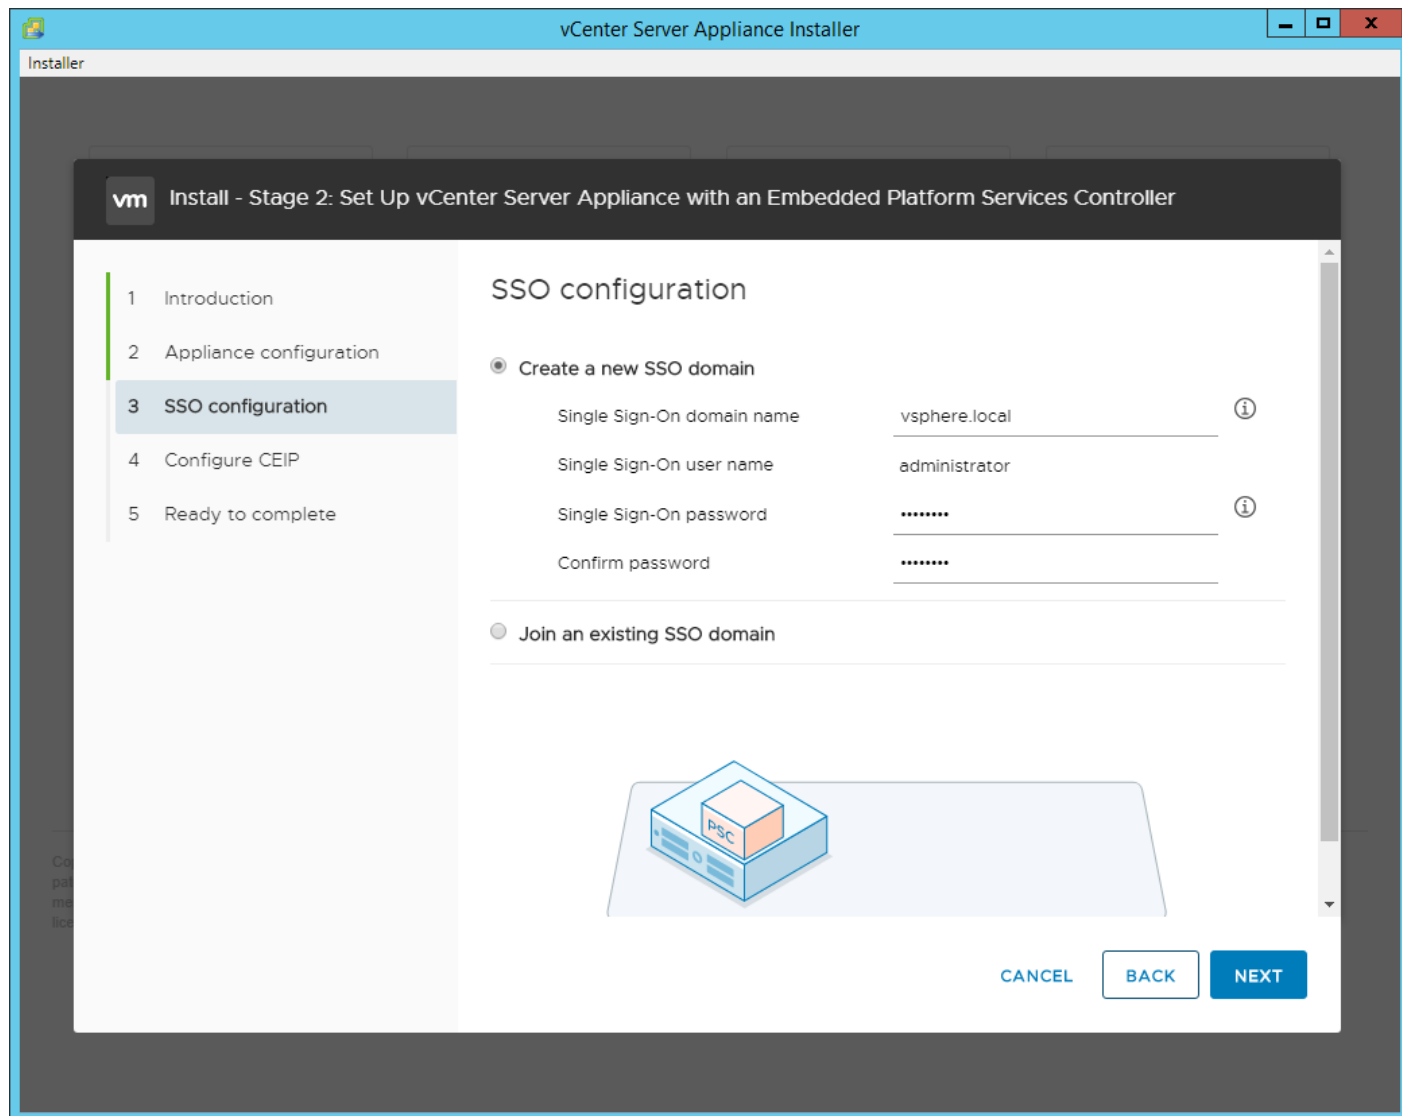 vCenter Server Appliance Installer
Installer
vm
Install - Stage 2: Set Up vCenter Server Appliance with an Embedded Platform Services Controller
1 Introduction
2 Appliance configuration
3 SSO configuration
4 Configure CEIP
5 Ready to complete
SSO configuration
Create a new SSO domain
Single Sign-On domain name vsphere.local
Single Sign-On user name administrator
Single Sign-On password ••••••••
Confirm password ••••••••
Join an existing SSO domain
PSC
CANCEL BACK NEXT